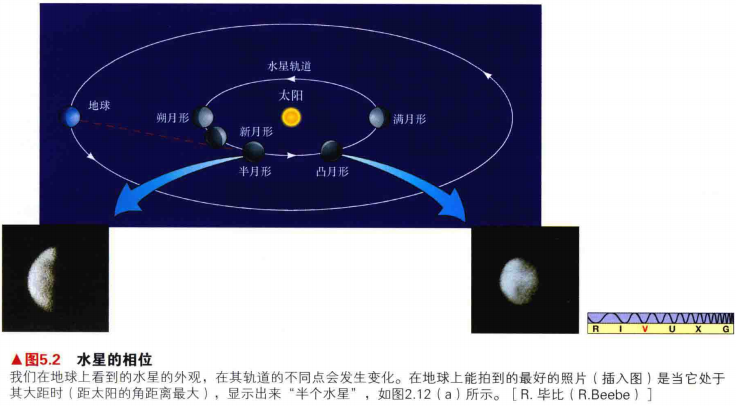 水星轨道
太阳
地球
朔月形
满月形
新月形
半月形
凸月形
R I V U X G
▲图5.2 水星的相位
我们在地球上看到的水星的外观，在其轨道的不同点会发生变化。在地球上能拍到的最好的照片（插入图）是当它处于
其大距时（距太阳的角距离最大），显示出来“半个水星”，如图2.12（a）所示。［R. 毕比（R.Beebe）］